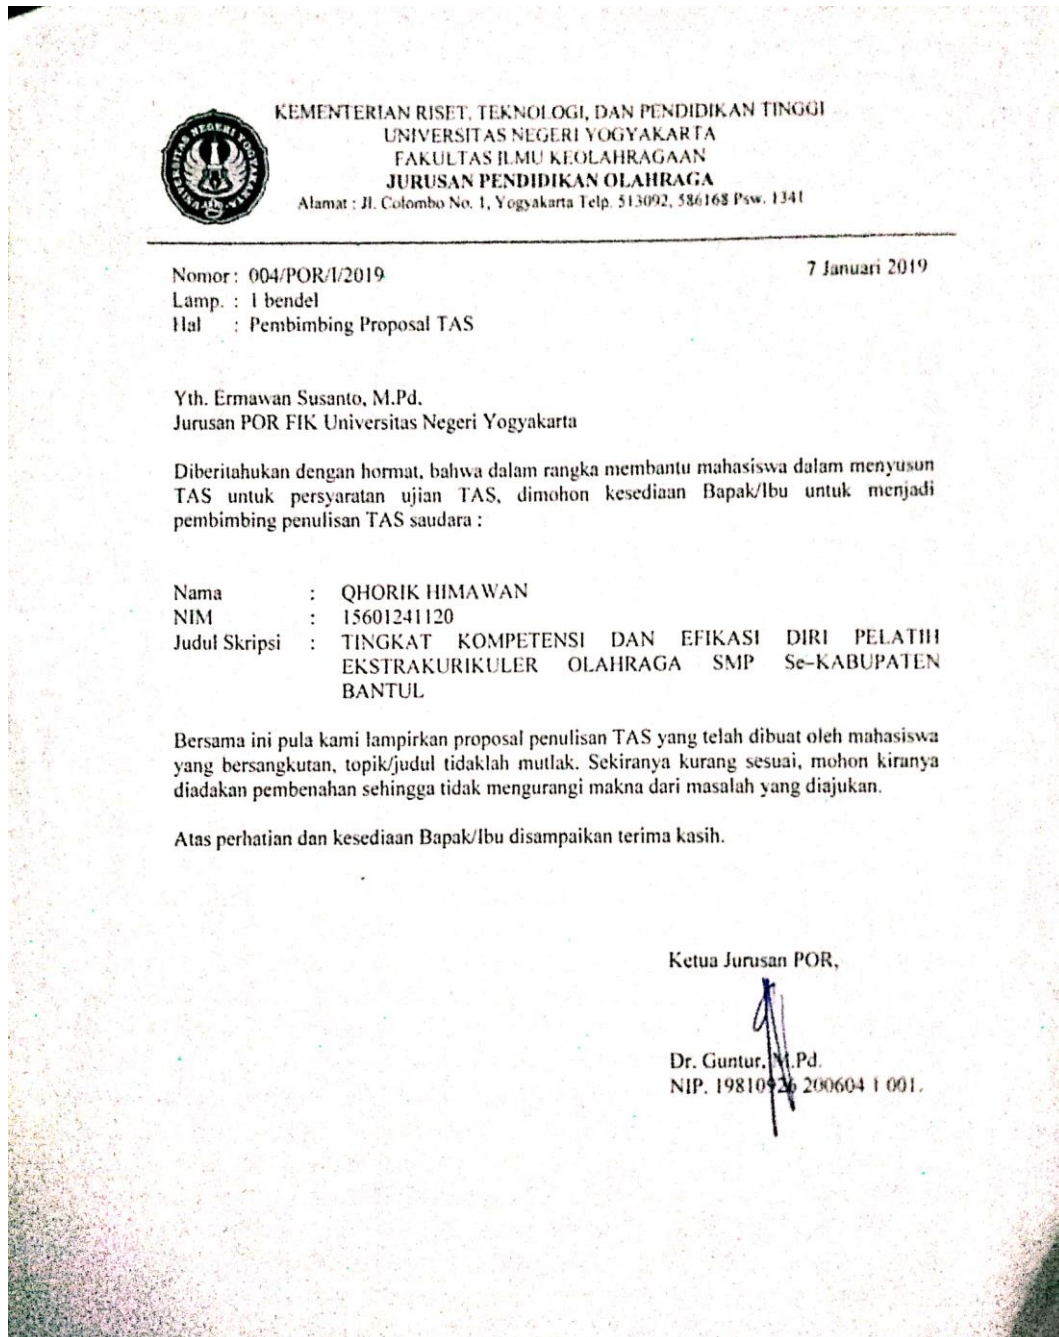 KEMENTERIAN RISET, TEKNOLOGI, DAN PENDIDIKAN TINGGI
UNIVERSITAS NEGERI YOGYAKARTA
FAKULTAS ILMU KEOLAHRAGAAN
JURUSAN PENDIDIKAN OLAHRAGA
Alamat : Jl. Colombo No. 1, Yogyakarta Telp. 513092, 586168 Psw. 1341
UNIVERSITAS NEGERI YOGYAKARTA
UNY
7 Januari 2019
Nomor : 004/POR/I/2019
Lamp. : 1 bendel
Hal : Pembimbing Proposal TAS
Yth. Ermawan Susanto, M.Pd.
Jurusan POR FIK Universitas Negeri Yogyakarta
Diberitahukan dengan hormat, bahwa dalam rangka membantu mahasiswa dalam menyusun
TAS untuk persyaratan ujian TAS, dimohon kesediaan Bapak/Ibu untuk menjadi
pembimbing penulisan TAS saudara :
Nama : QHORIK HIMAWAN
NIM : 15601241120
Judul Skripsi : TINGKAT KOMPETENSI DAN EFIKASI DIRI PELATIH
EKSTRAKURIKULER OLAHRAGA SMP Se-KABUPATEN
BANTUL
Bersama ini pula kami lampirkan proposal penulisan TAS yang telah dibuat oleh mahasiswa
yang bersangkutan, topik/judul tidaklah mutlak. Sekiranya kurang sesuai, mohon kiranya
diadakan pembenahan sehingga tidak mengurangi makna dari masalah yang diajukan.
Atas perhatian dan kesediaan Bapak/Ibu disampaikan terima kasih.
Ketua Jurusan POR,
Dr. Guntur, M.Pd.
NIP. 19810926 200604 1 001.